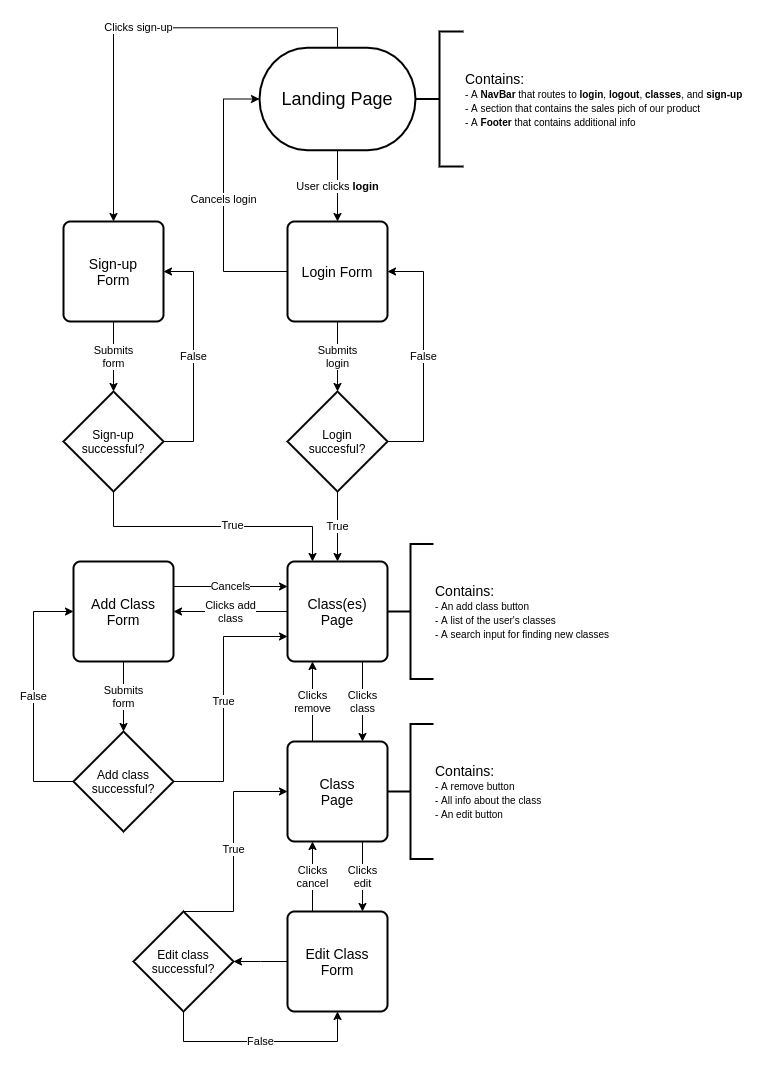 Clicks sign-up
Landing Page
Contains:
- A NavBar that routes to login, logout, classes, and sign-up
- A section that contains the sales pich of our product
- A Footer that contains additional info
User clicks login
Cancels login
Sign-up
Form
Login Form
Submits
form
False
Submits
login
False
Sign-up
successful?
Login
succesful?
True
True
Add Class
Form
Cancels
Clicks add
class
Class(es)
Page
Contains:
- An add class button
- A list of the user's classes
- A search input for finding new classes
False
Submits
form
True
Clicks
remove
Clicks
class
Add class
successful?
Class
Page
Contains:
- A remove button
- All info about the class
- An edit button
True
Clicks
cancel
Clicks
edit
Edit class
successful?
Edit Class
Form
False